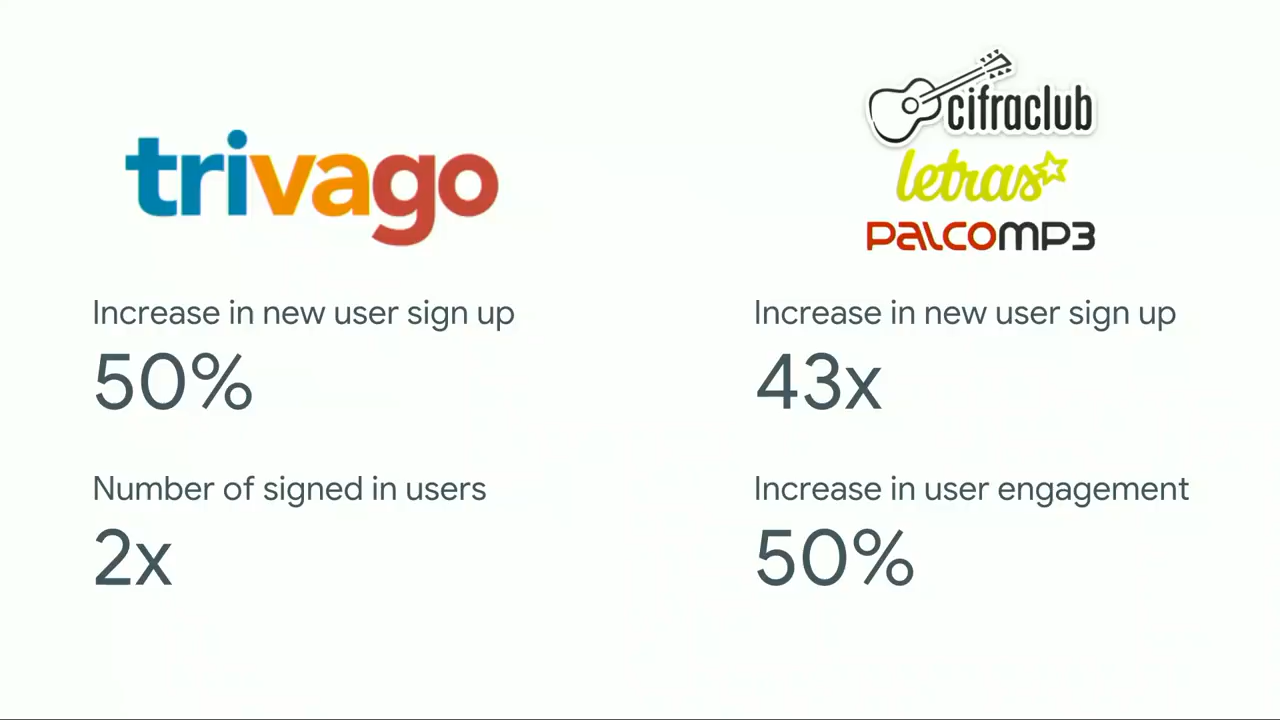 trivago
Increase in new user sign up
50%
Number of signed in users
2x
cifraclub
letras
PALCOMP3
Increase in new user sign up
43x
Increase in user engagement
50%